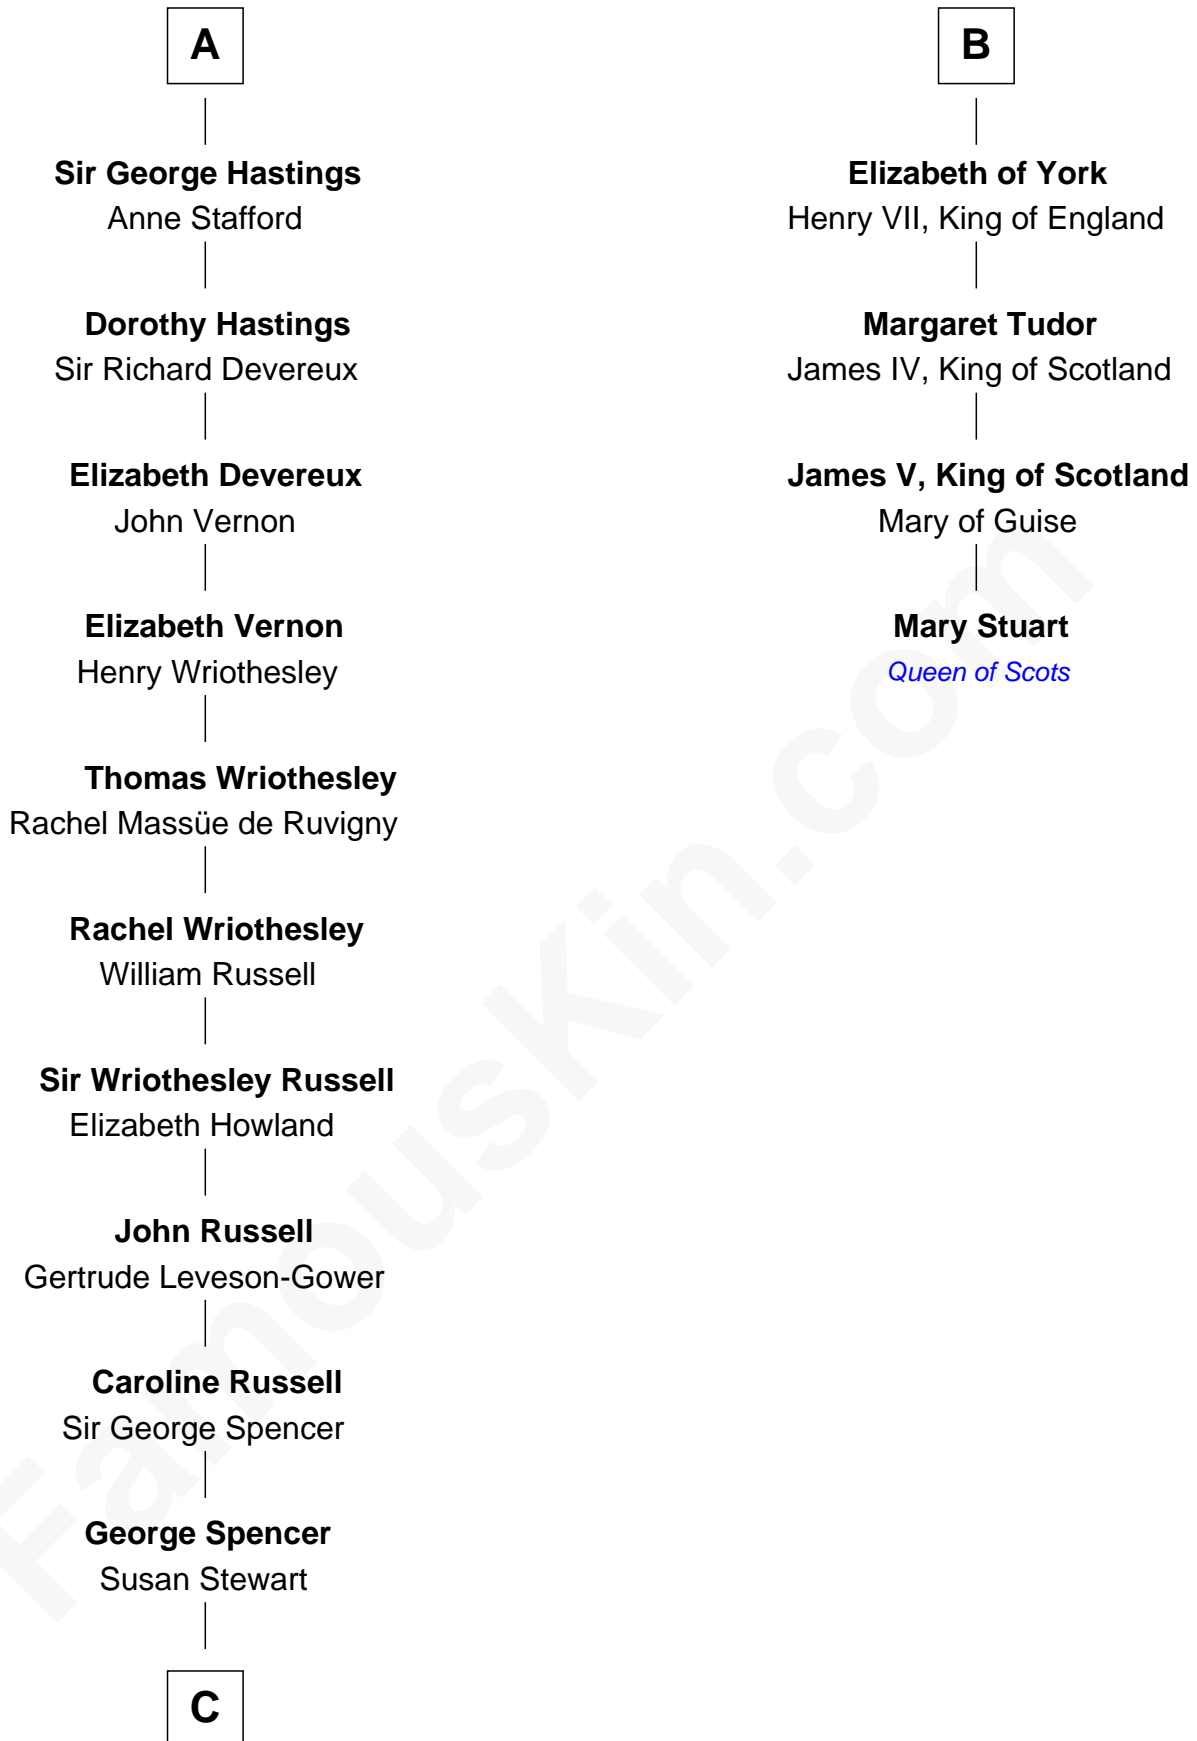 A
Sir George Hastings
Anne Stafford
Dorothy Hastings
Sir Richard Devereux
Elizabeth Devereux
John Vernon
Elizabeth Vernon
Henry Wriothesley
Thomas Wriothesley
Rachel Massüe de Ruvigny
Rachel Wriothesley
William Russell
Sir Wriothesley Russell
Elizabeth Howland
John Russell
Gertrude Leveson-Gower
Caroline Russell
Sir George Spencer
George Spencer
Susan Stewart
C
B
Elizabeth of York
Henry VII, King of England
Margaret Tudor
James IV, King of Scotland
James V, King of Scotland
Mary of Guise
Mary Stuart
Queen of Scots
FamousKin.com